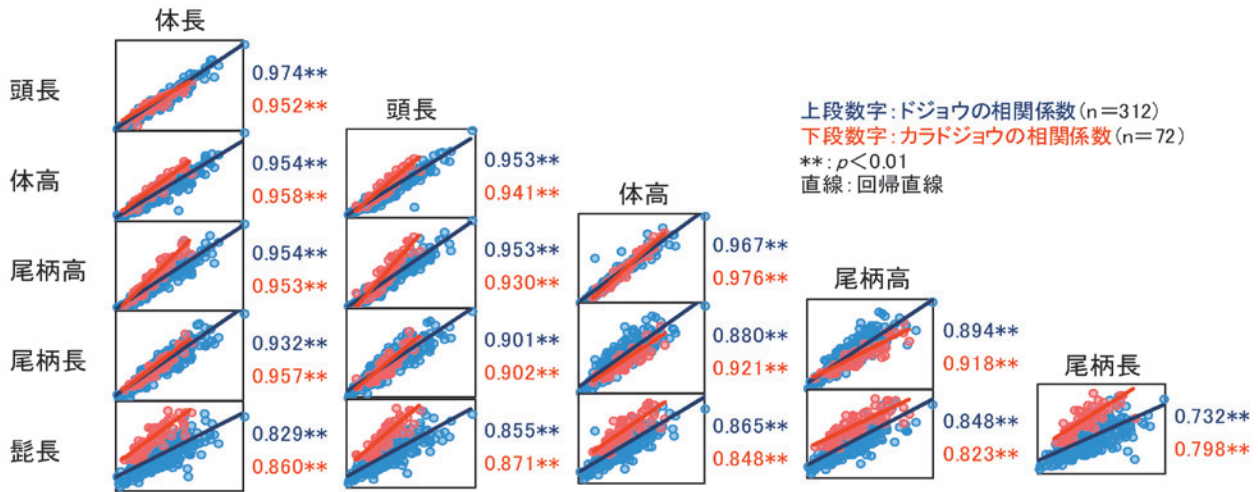 体長
頭長
0.974**
0.952**
頭長
上段数字:ドジョウの相関係数(n=312)
下段数字:カラドジョウの相関係数(n=72)
**:p<0.01
直線:回帰直線
体高
0.954**
0.958**
0.953**
0.941**
体高
尾柄高
0.954**
0.953**
0.953**
0.930**
0.967**
0.976**
尾柄高
尾柄長
0.932**
0.957**
0.901**
0.902**
0.880**
0.921**
0.894**
0.918**
尾柄長
髭長
0.829**
0.860**
0.855**
0.871**
0.865**
0.848**
0.848**
0.823**
0.732**
0.798**